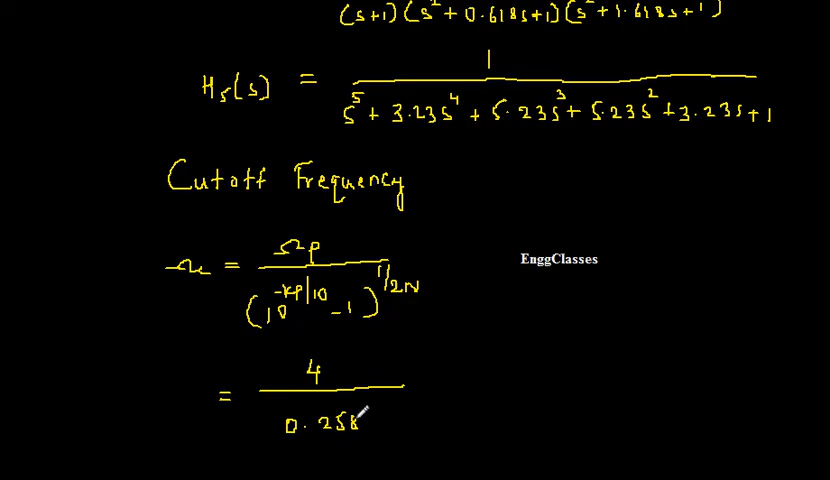 (s+1) (s² + 0.618s+1) (s² + 1.618s+1)
H₅(s) = 1 / s⁵ + 3.23s⁴ + 5.23s³ + 5.23s² + 3.23s + 1
Cutoff Frequency
Ωc = Ωp / (10^(-Kp/10) - 1)^(1/2N)
EnggClasses
= 4 / 0.258